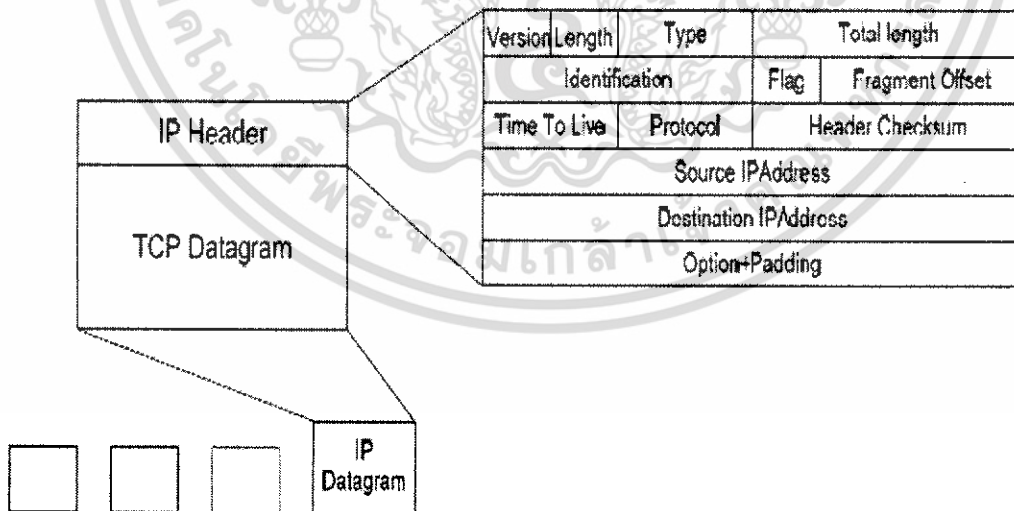 Version Length Type Total length
Identification Flag Fragment Offset
Time To Live Protocol Header Checksum
Source IPAddress
Destination IPAddress
Option+Padding
IP Header
TCP Datagram
IP
Datagram